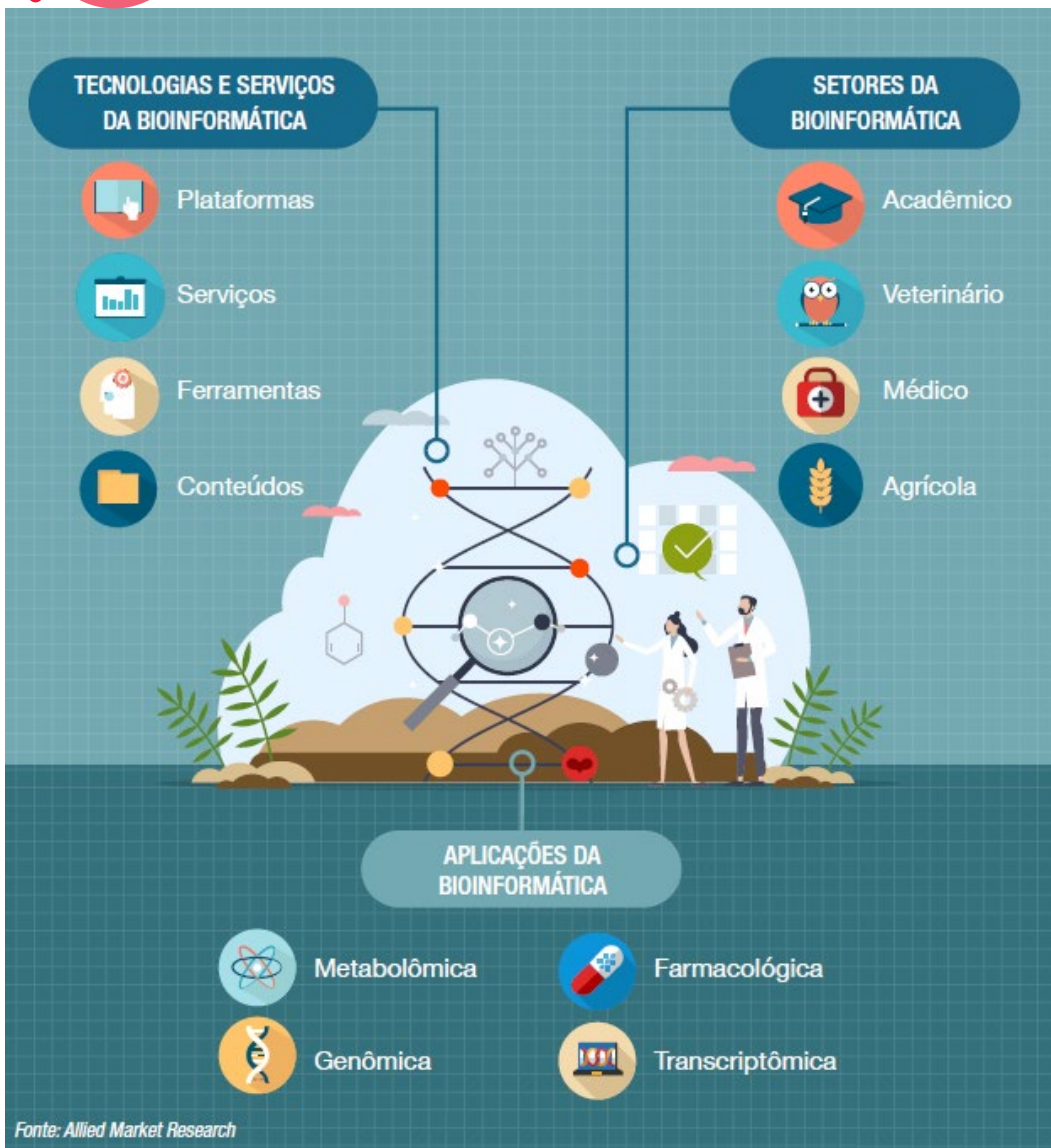 TECNOLOGIAS E SERVIÇOS
DA BIOINFORMÁTICA
Plataformas
Serviços
Ferramentas
Conteúdos
SETORES DA
BIOINFORMÁTICA
Acadêmico
Veterinário
Médico
Agrícola
APLICAÇÕES DA
BIOINFORMÁTICA
Metabolômica
Farmacológica
Genômica
Transcriptômica
Fonte: Allied Market Research